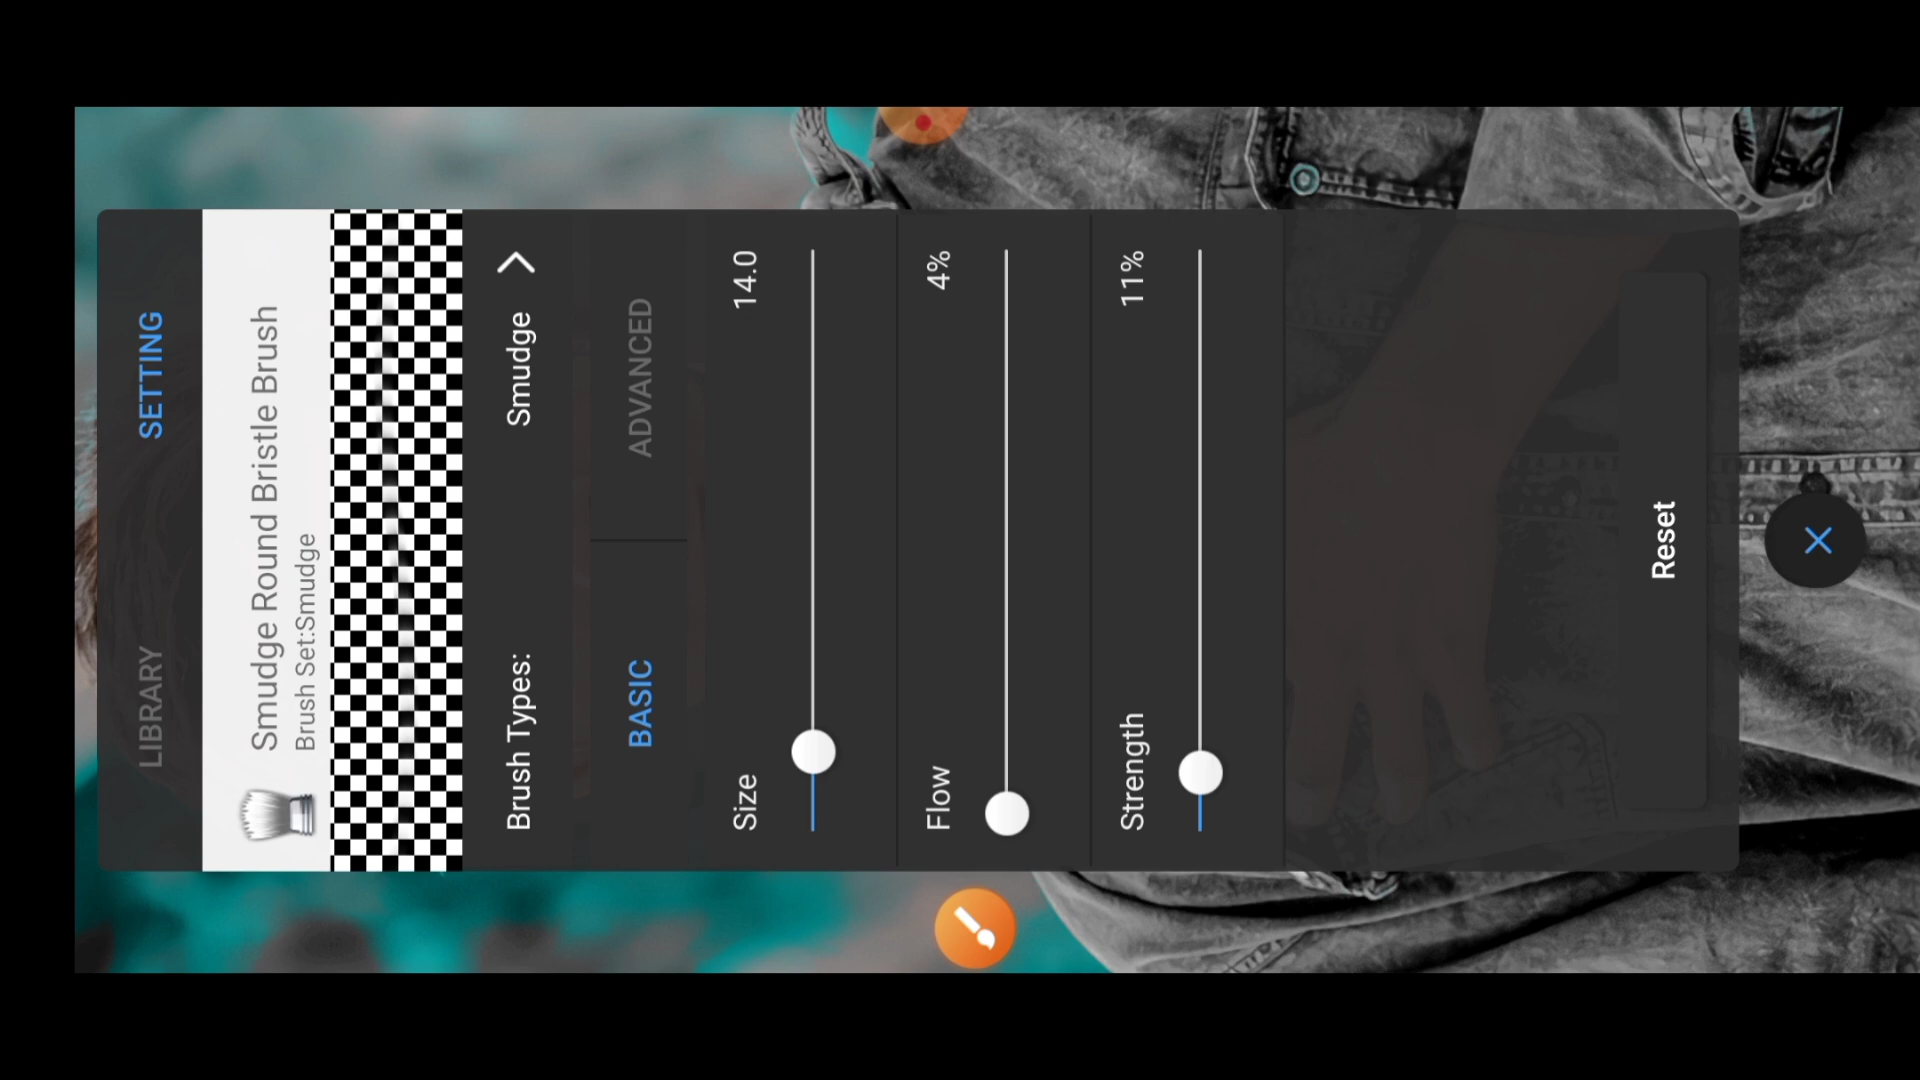 LIBRARY
SETTING
Smudge Round Bristle Brush
Brush Set:Smudge
Brush Types:
Smudge
BASIC
ADVANCED
Size
14.0
Flow
4%
Strength
11%
Reset